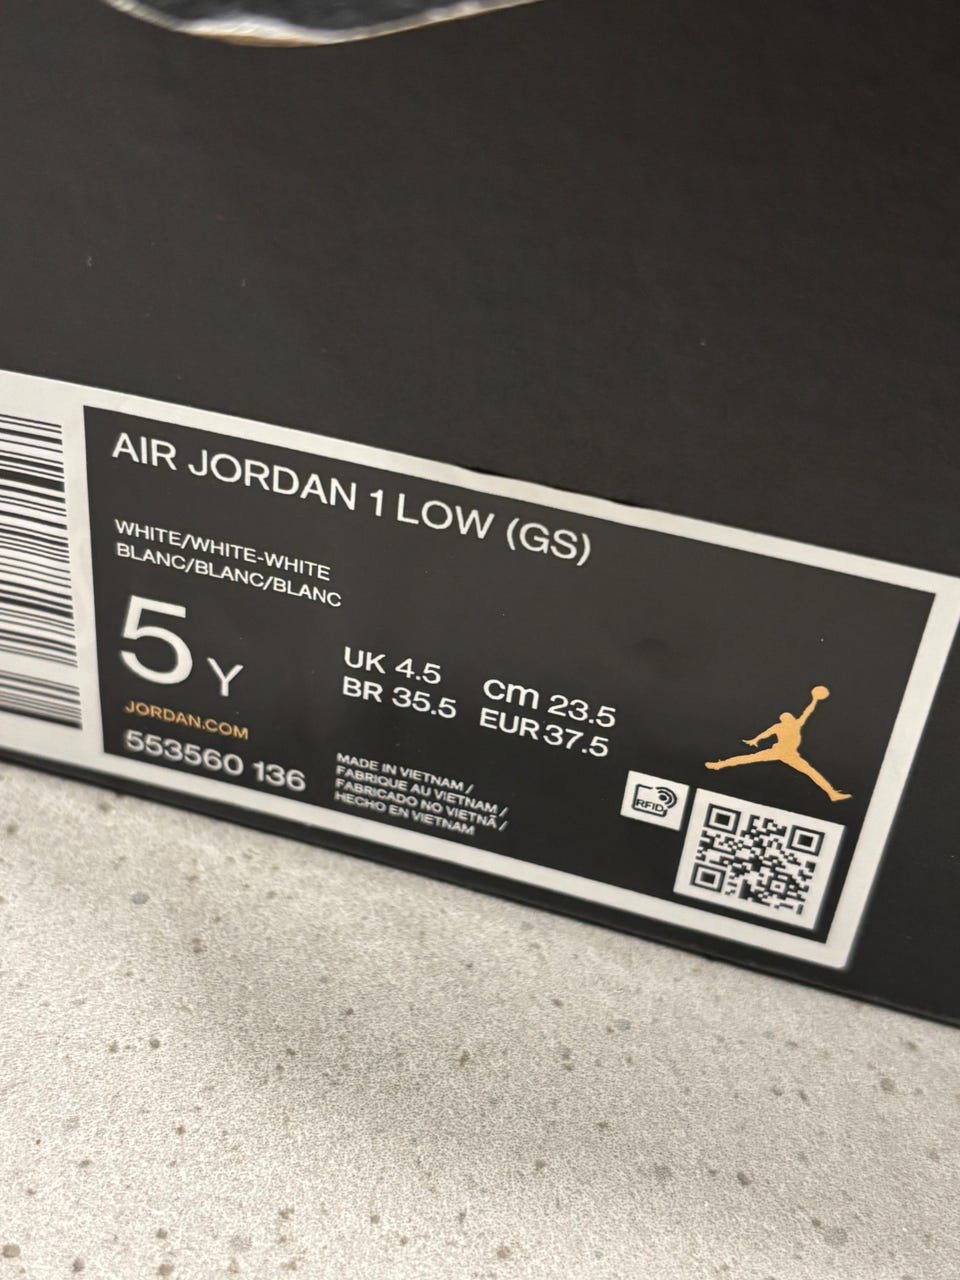 AIR JORDAN 1 LOW (GS)
WHITE/WHITE-WHITE
BLANC/BLANC/BLANC
5 Y
UK 4.5 cm 23.5
BR 35.5 EUR 37.5
JORDAN.COM
553560 136
MADE IN VIETNAM /
FABRIQUE AU VIETNAM /
FABRICADO NO VIETNÃ /
HECHO EN VIETNAM
RFID